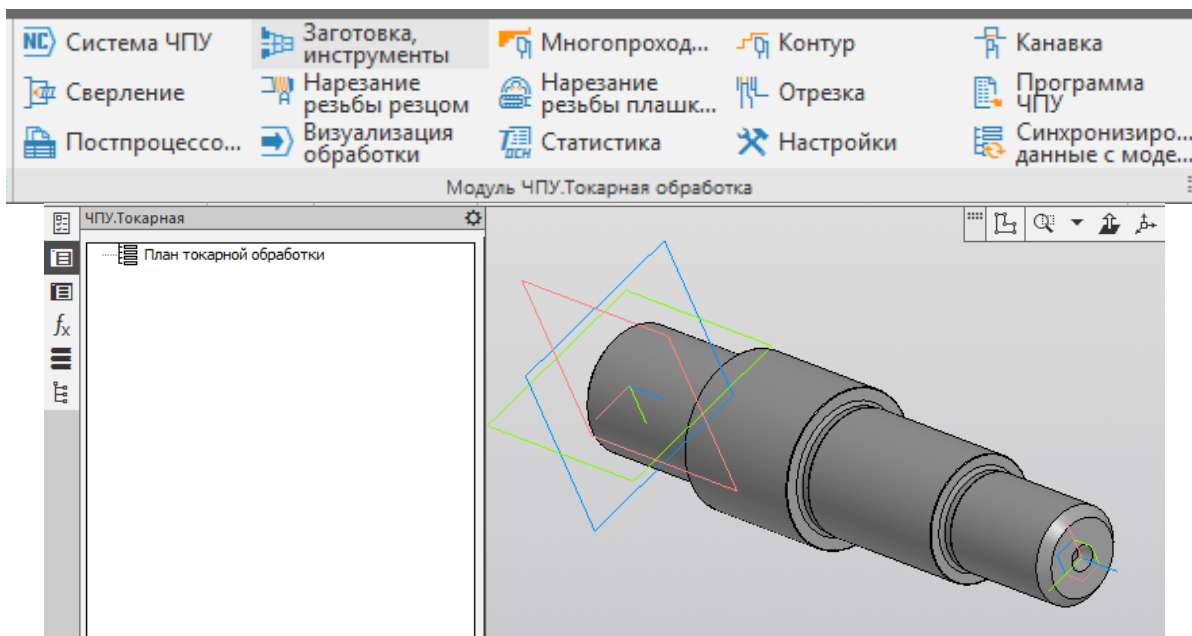 NC Система ЧПУ
Заготовка,
инструменты
Многопроход...
Контур
Канавка
Сверление
Нарезание
резьбы резцом
Нарезание
резьбы плашк...
Отрезка
Программа
ЧПУ
Постпроцессо...
Визуализация
обработки
Статистика
Настройки
Синхронизиро...
данные с моде...
Модуль ЧПУ.Токарная обработка
ЧПУ.Токарная
План токарной обработки
fx